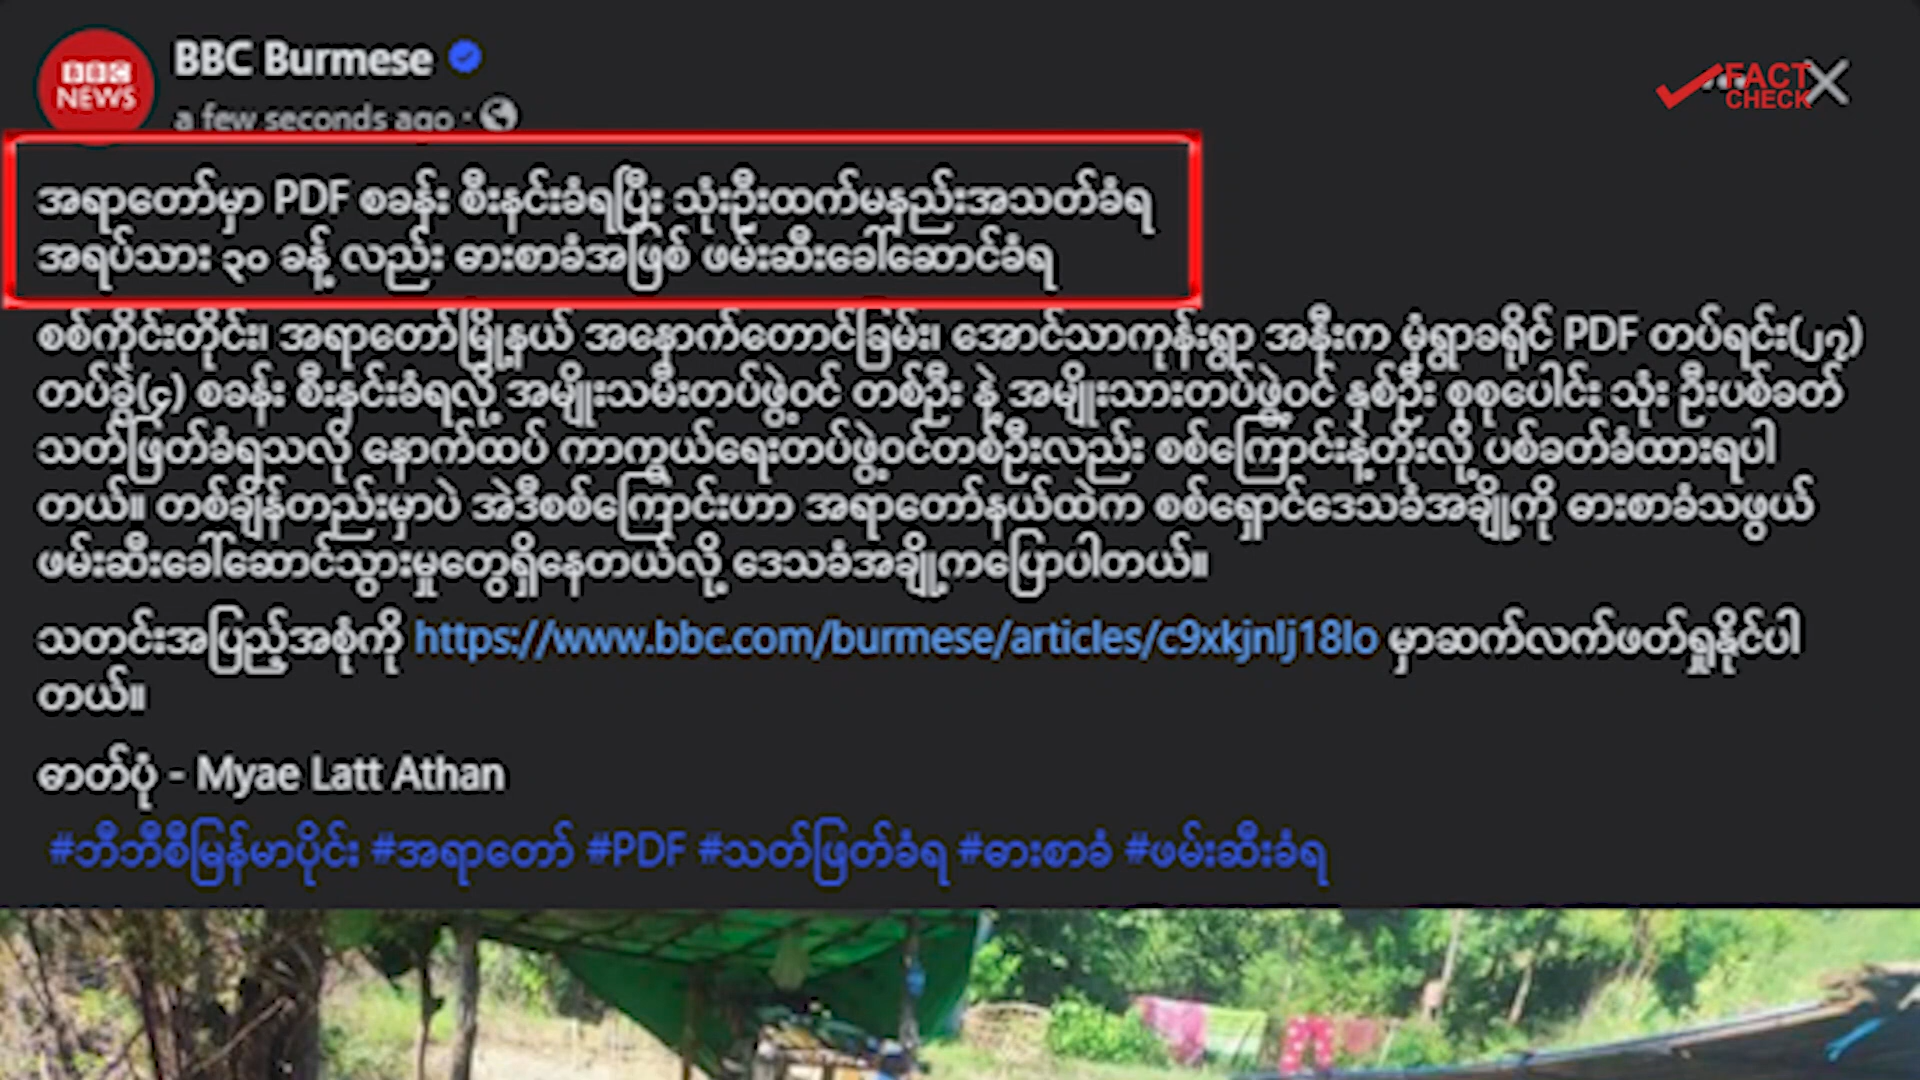 BBC NEWS
BBC Burmese
a few seconds ago
FACT CHECK
အရာတော်မှာ PDF စခန်း စီးနင်းခံရပြီး သုံးဦးထက်မနည်းအသတ်ခံရ
အရပ်သား ၃၀ ခန့် လည်း ဓားစာခံအဖြစ် ဖမ်းဆီးခေါ်ဆောင်ခံရ
စစ်ကိုင်းတိုင်း၊ အရာတော်မြို့နယ် အနောက်တောင်ခြမ်း၊ အောင်သာကုန်းရွာ အနီးက မုံရွာခရိုင် PDF တပ်ရင်း(၂၇)
တပ်ခွဲ(၄) စခန်း စီးနင်းခံရလို့ အမျိုးသမီးတပ်ဖွဲ့ဝင် တစ်ဦး နဲ့ အမျိုးသားတပ်ဖွဲ့ဝင် နှစ်ဦး စုစုပေါင်း သုံး ဦးပစ်ခတ်
သတ်ဖြတ်ခံရသလို နောက်ထပ် ကာကွယ်ရေးတပ်ဖွဲ့ဝင်တစ်ဦးလည်း စစ်ကြောင်းနဲ့တိုးလို့ ပစ်ခတ်ခံထားရပါ
တယ်။ တစ်ချိန်တည်းမှာပဲ အဲဒီစစ်ကြောင်းဟာ အရာတော်နယ်ထဲက စစ်ရှောင်ဒေသခံအချို့ကို ဓားစာခံသဖွယ်
ဖမ်းဆီးခေါ်ဆောင်သွားမှုတွေရှိနေတယ်လို့ ဒေသခံအချို့ကပြောပါတယ်။
သတင်းအပြည့်အစုံကို https://www.bbc.com/burmese/articles/c9xkjnlj18lo မှာဆက်လက်ဖတ်ရှုနိုင်ပါ
တယ်။
ဓာတ်ပုံ - Myae Latt Athan
#ဘီဘီစီမြန်မာပိုင်း #အရာတော် #PDF #သတ်ဖြတ်ခံရ #ဓားစာခံ #ဖမ်းဆီးခံရ